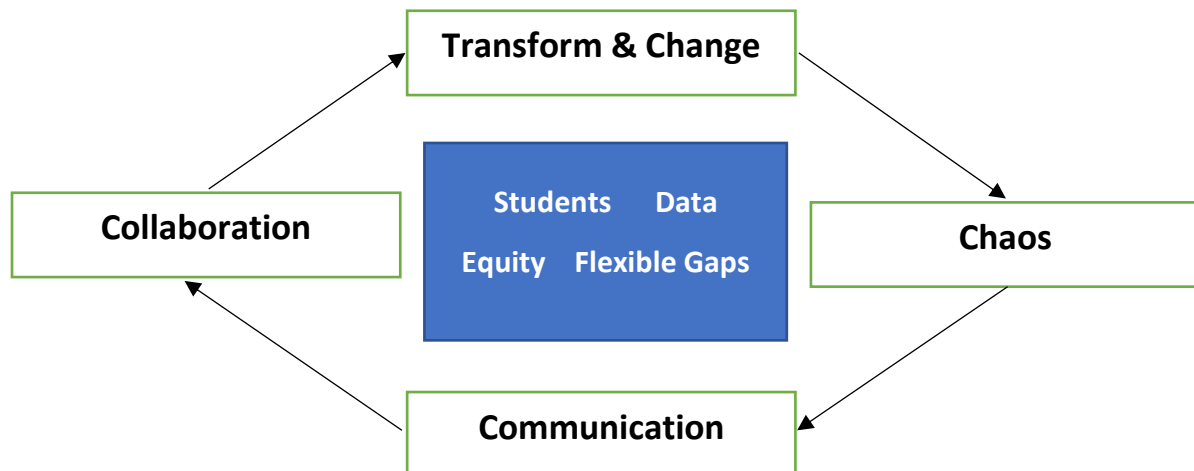 Transform & Change
Students Data
Collaboration
Chaos
Equity Flexible Gaps
Communication